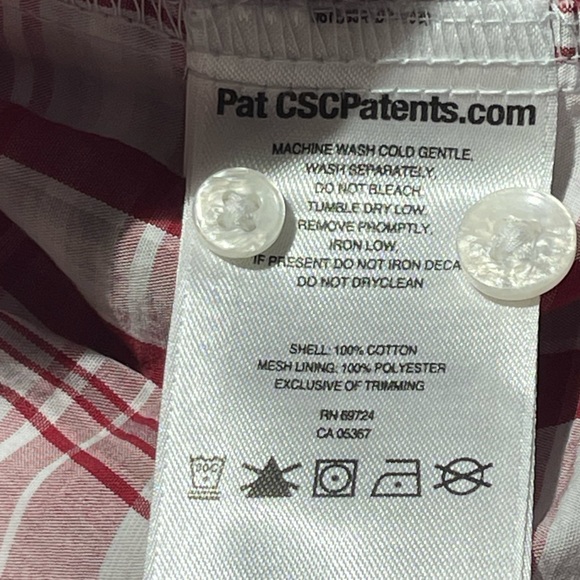 Pat CSCPatents.com
MACHINE WASH COLD GENTLE,
WASH SEPARATELY.
DO NOT BLEACH.
TUMBLE DRY LOW.
REMOVE PROMPTLY.
IRON LOW.
IF PRESENT DO NOT IRON DECA
DO NOT DRYCLEAN
SHELL: 100% COTTON
MESH LINING: 100% POLYESTER
EXCLUSIVE OF TRIMMING
RN 69724
CA 05367
30C